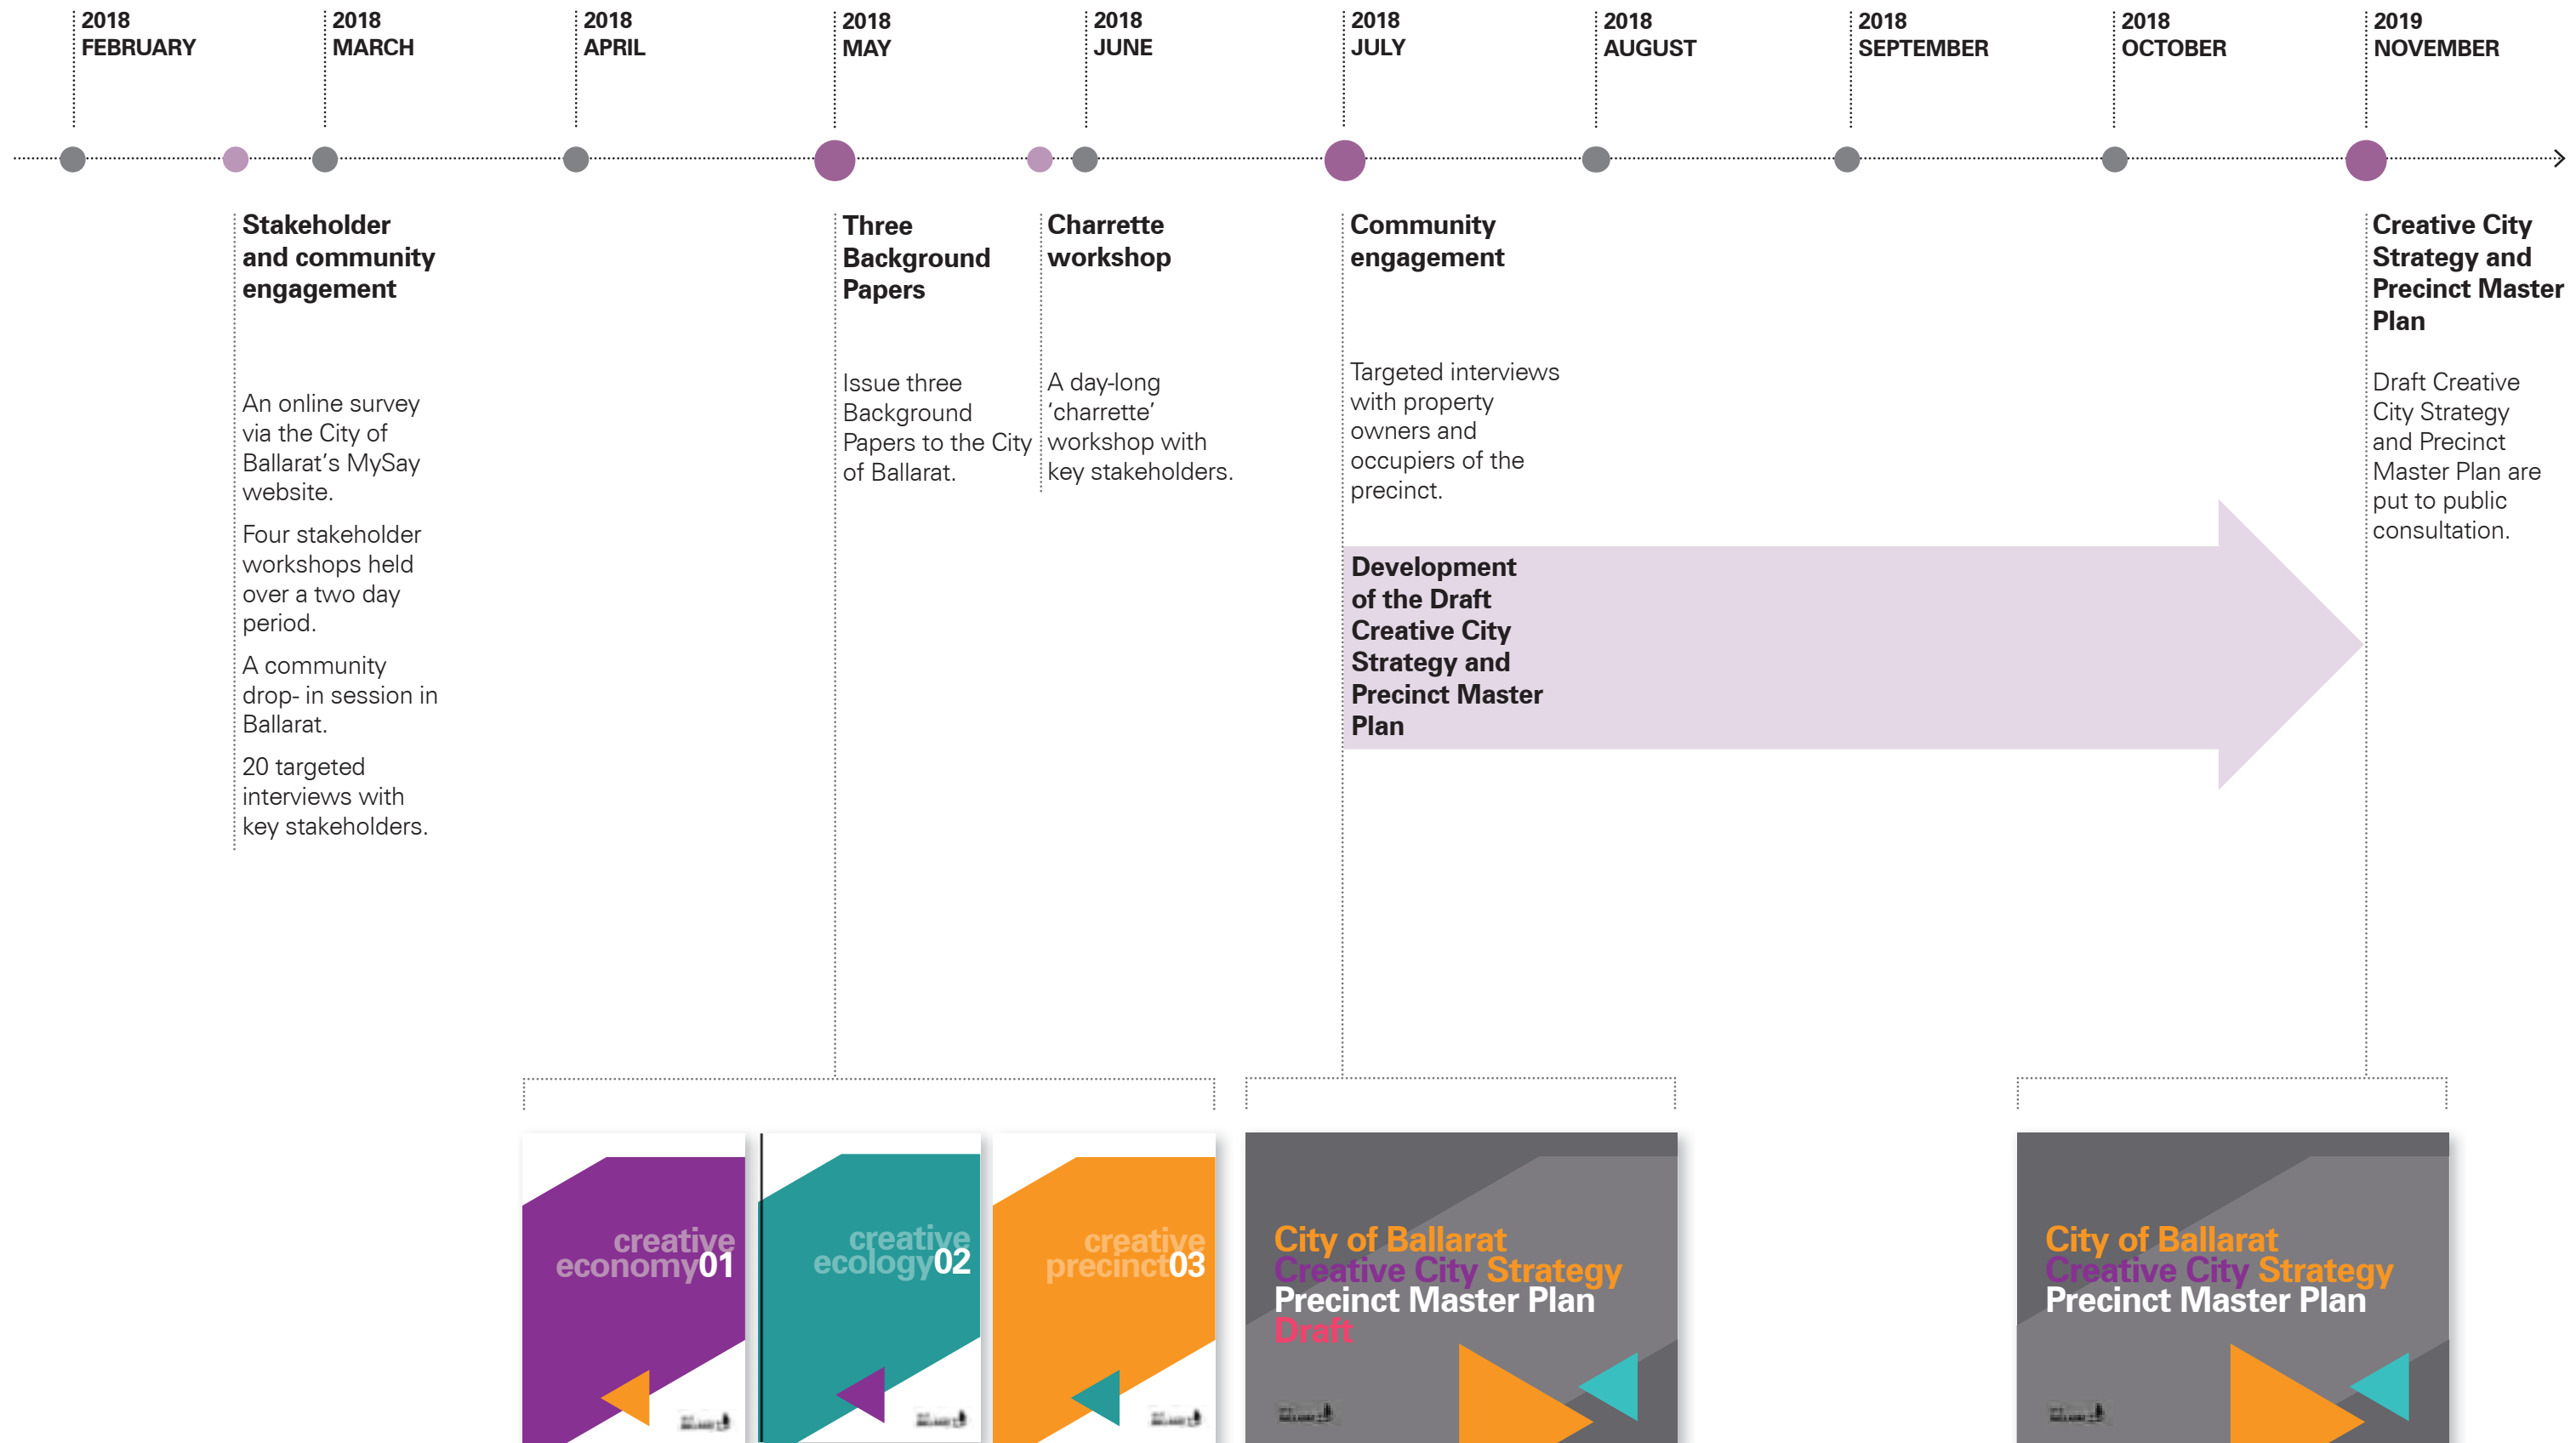 2018
FEBRUARY
2018
MARCH
2018
APRIL
2018
MAY
2018
JUNE
2018
JULY
2018
AUGUST
2018
SEPTEMBER
2018
OCTOBER
2019
NOVEMBER
Stakeholder
and community
engagement
An online survey
via the City of
Ballarat's MySay
website.
Four stakeholder
workshops held
over a two day
period.
A community
drop- in session in
Ballarat.
20 targeted
interviews with
key stakeholders.
Three
Background
Papers
Issue three
Background
Papers to the City
of Ballarat.
Charrette
workshop
A day-long
‘charrette’
workshop with
key stakeholders.
Community
engagement
Targeted interviews
with property
owners and
occupiers of the
precinct.
Development
of the Draft
Creative City
Strategy and
Precinct Master
Plan
Creative City
Strategy and
Precinct Master
Plan
Draft Creative
City Strategy
and Precinct
Master Plan are
put to public
consultation.
creative
economy01
creative
ecology02
creative
precinct03
City of Ballarat
Creative City Strategy
Precinct Master Plan
Draft
City of Ballarat
Creative City Strategy
Precinct Master Plan